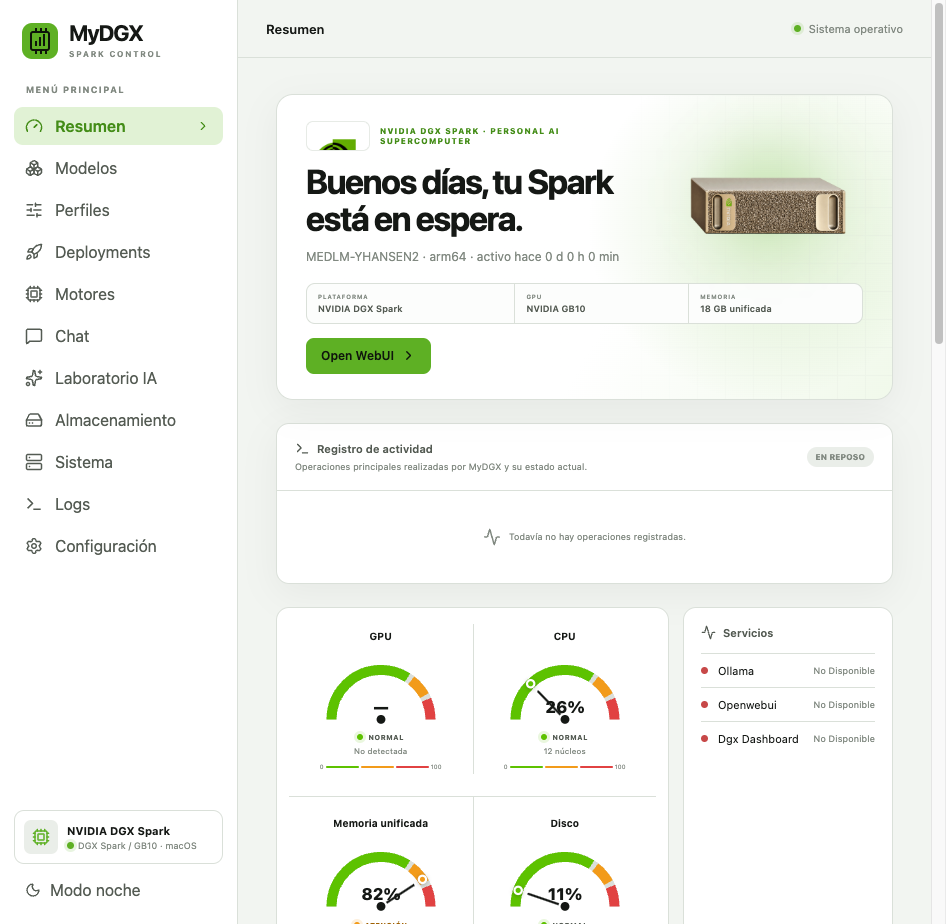 MyDGX
SPARK CONTROL
MENÚ PRINCIPAL
Resumen
Modelos
Perfiles
Deployments
Motores
Chat
Laboratorio IA
Almacenamiento
Sistema
Logs
Configuración
NVIDIA DGX Spark
DGX Spark / GB10 · macOS
Modo noche
Resumen
Sistema operativo
NVIDIA DGX SPARK · PERSONAL AI
SUPERCOMPUTER
Buenos días, tu Spark
está en espera.
MEDLM-YHANSEN2 · arm64 · activo hace 0 d 0 h 0 min
PLATAFORMA
NVIDIA DGX Spark
GPU
NVIDIA GB10
MEMORIA
18 GB unificada
Open WebUI
Registro de actividad
Operaciones principales realizadas por MyDGX y su estado actual.
EN REPOSO
Todavía no hay operaciones registradas.
GPU
—
NORMAL
No detectada
0 100
CPU
26%
NORMAL
12 núcleos
0 100
Memoria unificada
82%
ATENCIÓN
Disco
11%
NORMAL
Servicios
Ollama No Disponible
Openwebui No Disponible
Dgx Dashboard No Disponible